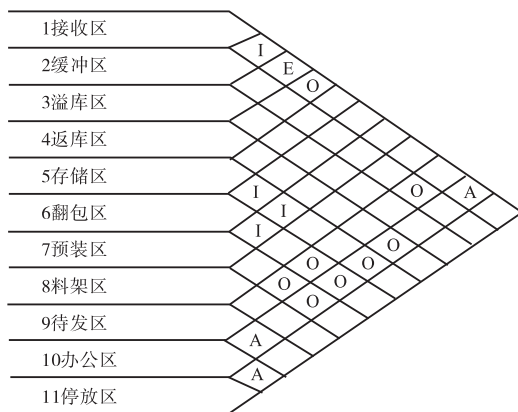 1接收区
I
2缓冲区
E
O
3溢库区
4返库区
5存储区
I
O
A
6翻包区
I
I
7预装区
O
O
O
8料架区
O
O
O
9待发区
A
10办公区
A
11停放区